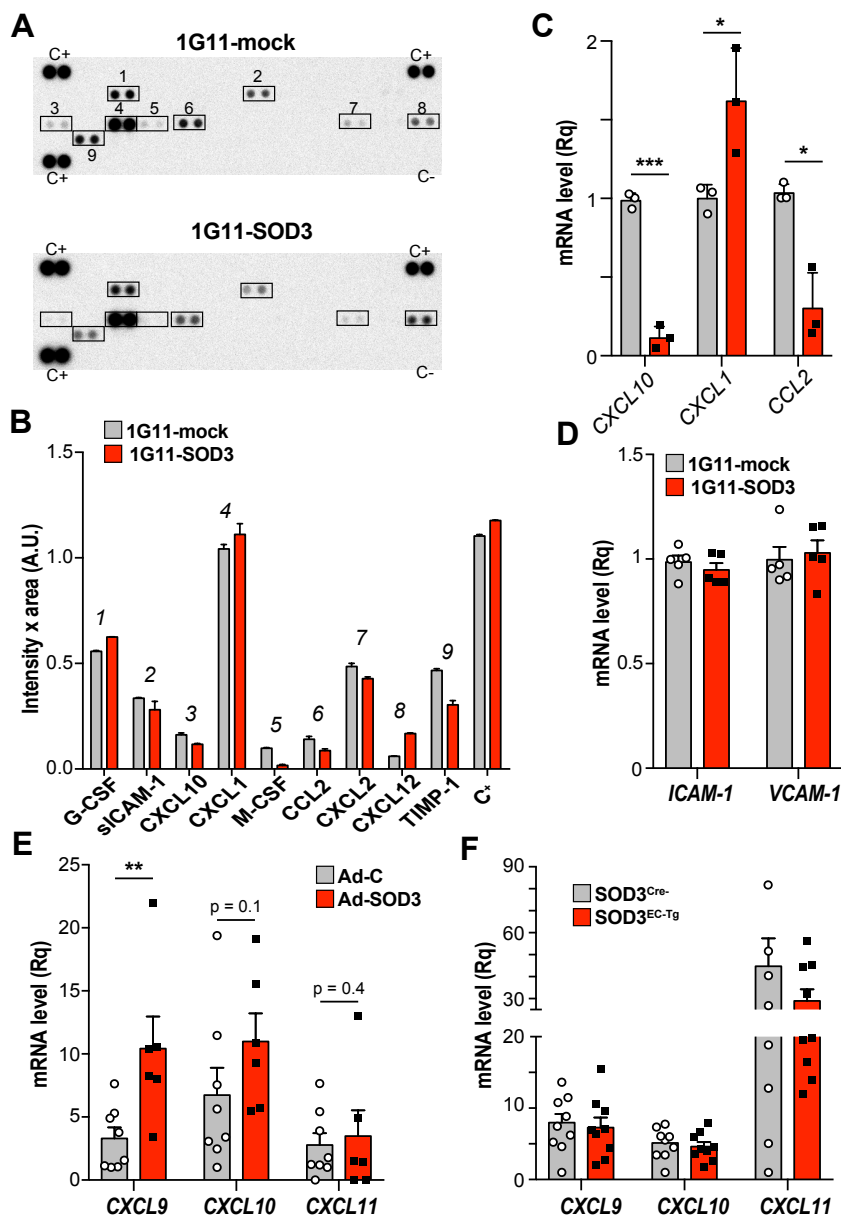 A
1G11-mock
C+
C+
1
2
3
4
5
6
7
8
9
C+
C-
1G11-SOD3
C+
C+
C+
C-
B
1G11-mock
1G11-SOD3
Intensity x area (A.U.)
1.5
1.0
0.5
0.0
1
2
3
4
5
6
7
8
9
G-CSF
sICAM-1
CXCL10
CXCL1
M-CSF
CCL2
CXCL2
CXCL12
TIMP-1
C+
C
mRNA level (Rq)
2
1
0
***
*
*
CXCL10
CXCL1
CCL2
D
1G11-mock
1G11-SOD3
mRNA level (Rq)
1.5
1
0.5
0
ICAM-1
VCAM-1
E
Ad-C
Ad-SOD3
mRNA level (Rq)
25
20
15
10
5
0
**
p = 0.1
p = 0.4
CXCL9
CXCL10
CXCL11
F
SOD3Cre-
SOD3EC-Tg
mRNA level (Rq)
90
60
30
20
10
0
CXCL9
CXCL10
CXCL11